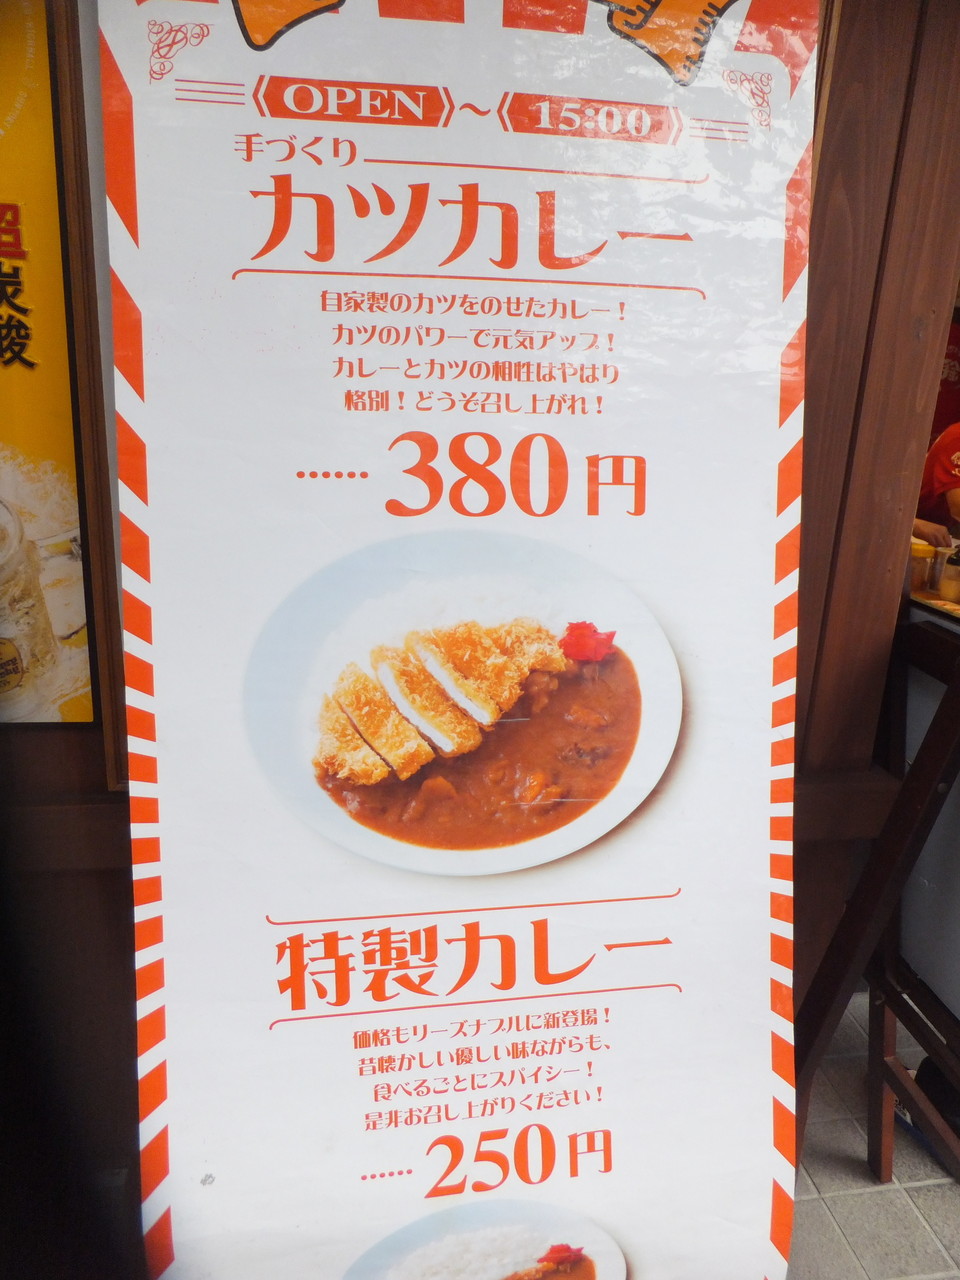 OPEN ～ 15:00
手づくり
カツカレー
自家製のカツをのせたカレー！
カツのパワーで元気アップ！
カレーとカツの相性はやはり
格別！どうぞ召し上がれ！
……380円
特製カレー
価格もリーズナブルに新登場！
昔懐かしい優しい味ながらも、
食べるごとにスパイシー！
是非お召し上がりください！
……250円
超
炭
酸